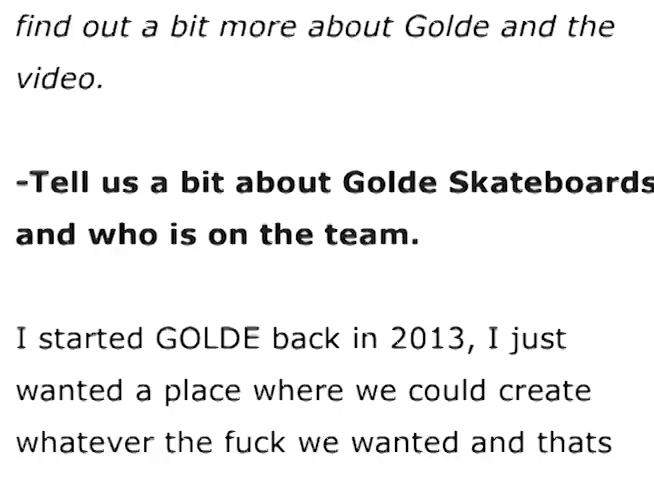 find out a bit more about Golde and the
video.
-Tell us a bit about Golde Skateboards
and who is on the team.
I started GOLDE back in 2013, I just
wanted a place where we could create
whatever the fuck we wanted and thats